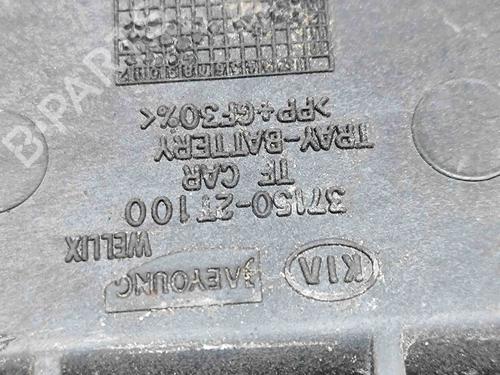 KIA JAEYOUNG
WELLIX
37150-2T100
TF CAR
TRAY-BATTERY
>PP+GF30%<